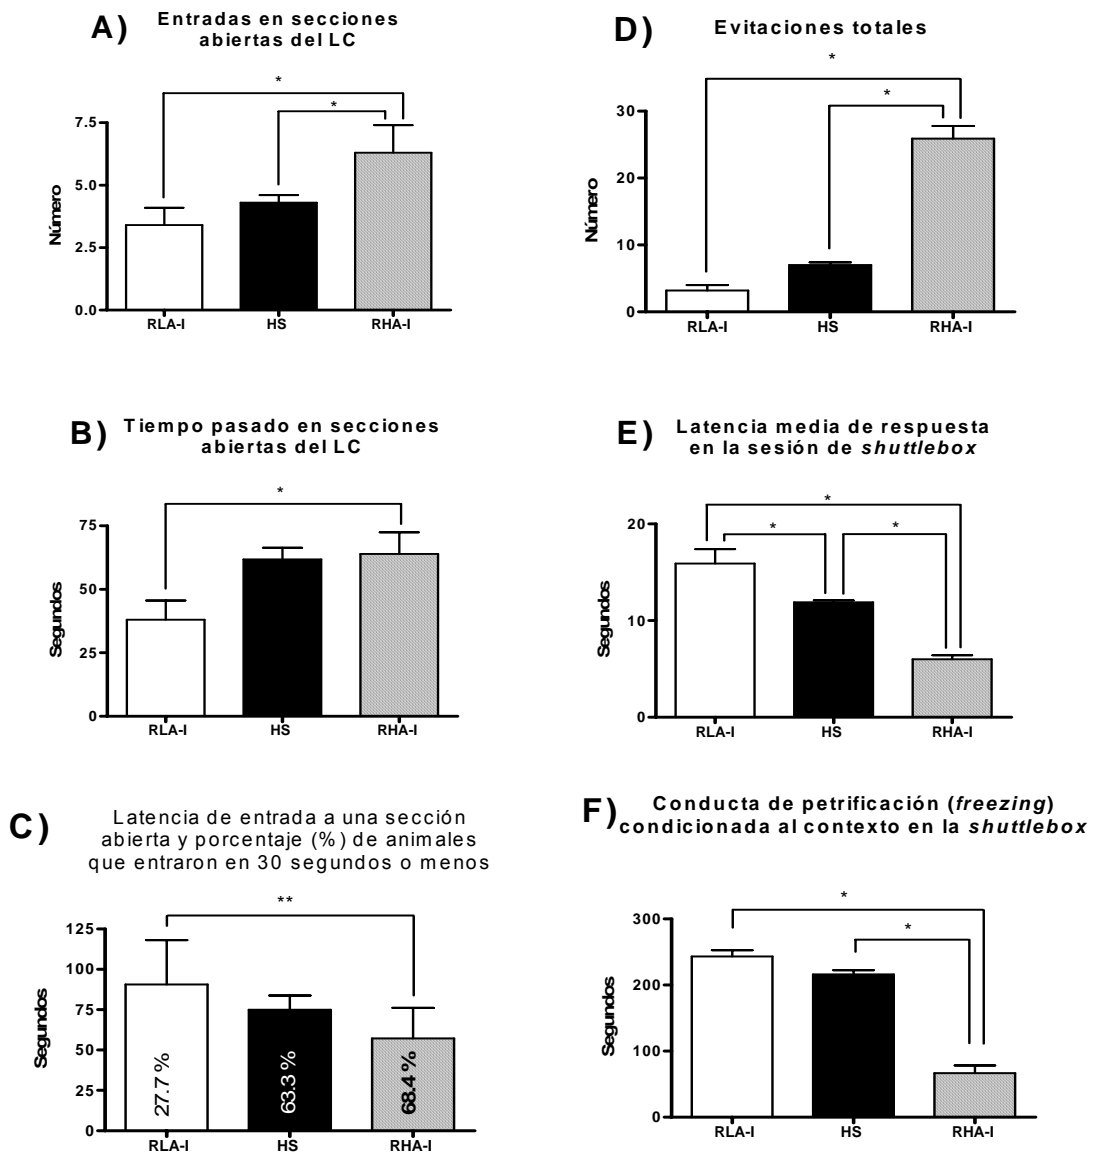 A) Entradas en secciones
abiertas del LC
*
*
7.5
5.0
2.5
0.0
Número
RLA-I HS RHA-I
D) Evitaciones totales
*
*
30
20
10
0
Número
RLA-I HS RHA-I
B) Tiempo pasado en secciones
abiertas del LC
*
75
50
25
0
Segundos
RLA-I HS RHA-I
E) Latencia media de respuesta
en la sesión de shuttlebox
*
* *
20
10
0
Segundos
RLA-I HS RHA-I
C) Latencia de entrada a una sección
abierta y porcentaje (%) de animales
que entraron en 30 segundos o menos
**
125
100
75
50
25
0
Segundos
27.7 % 63.3 % 68.4 %
RLA-I HS RHA-I
F) Conducta de petrificación (freezing)
condicionada al contexto en la shuttlebox
*
*
300
200
100
0
Segundos
RLA-I HS RHA-I